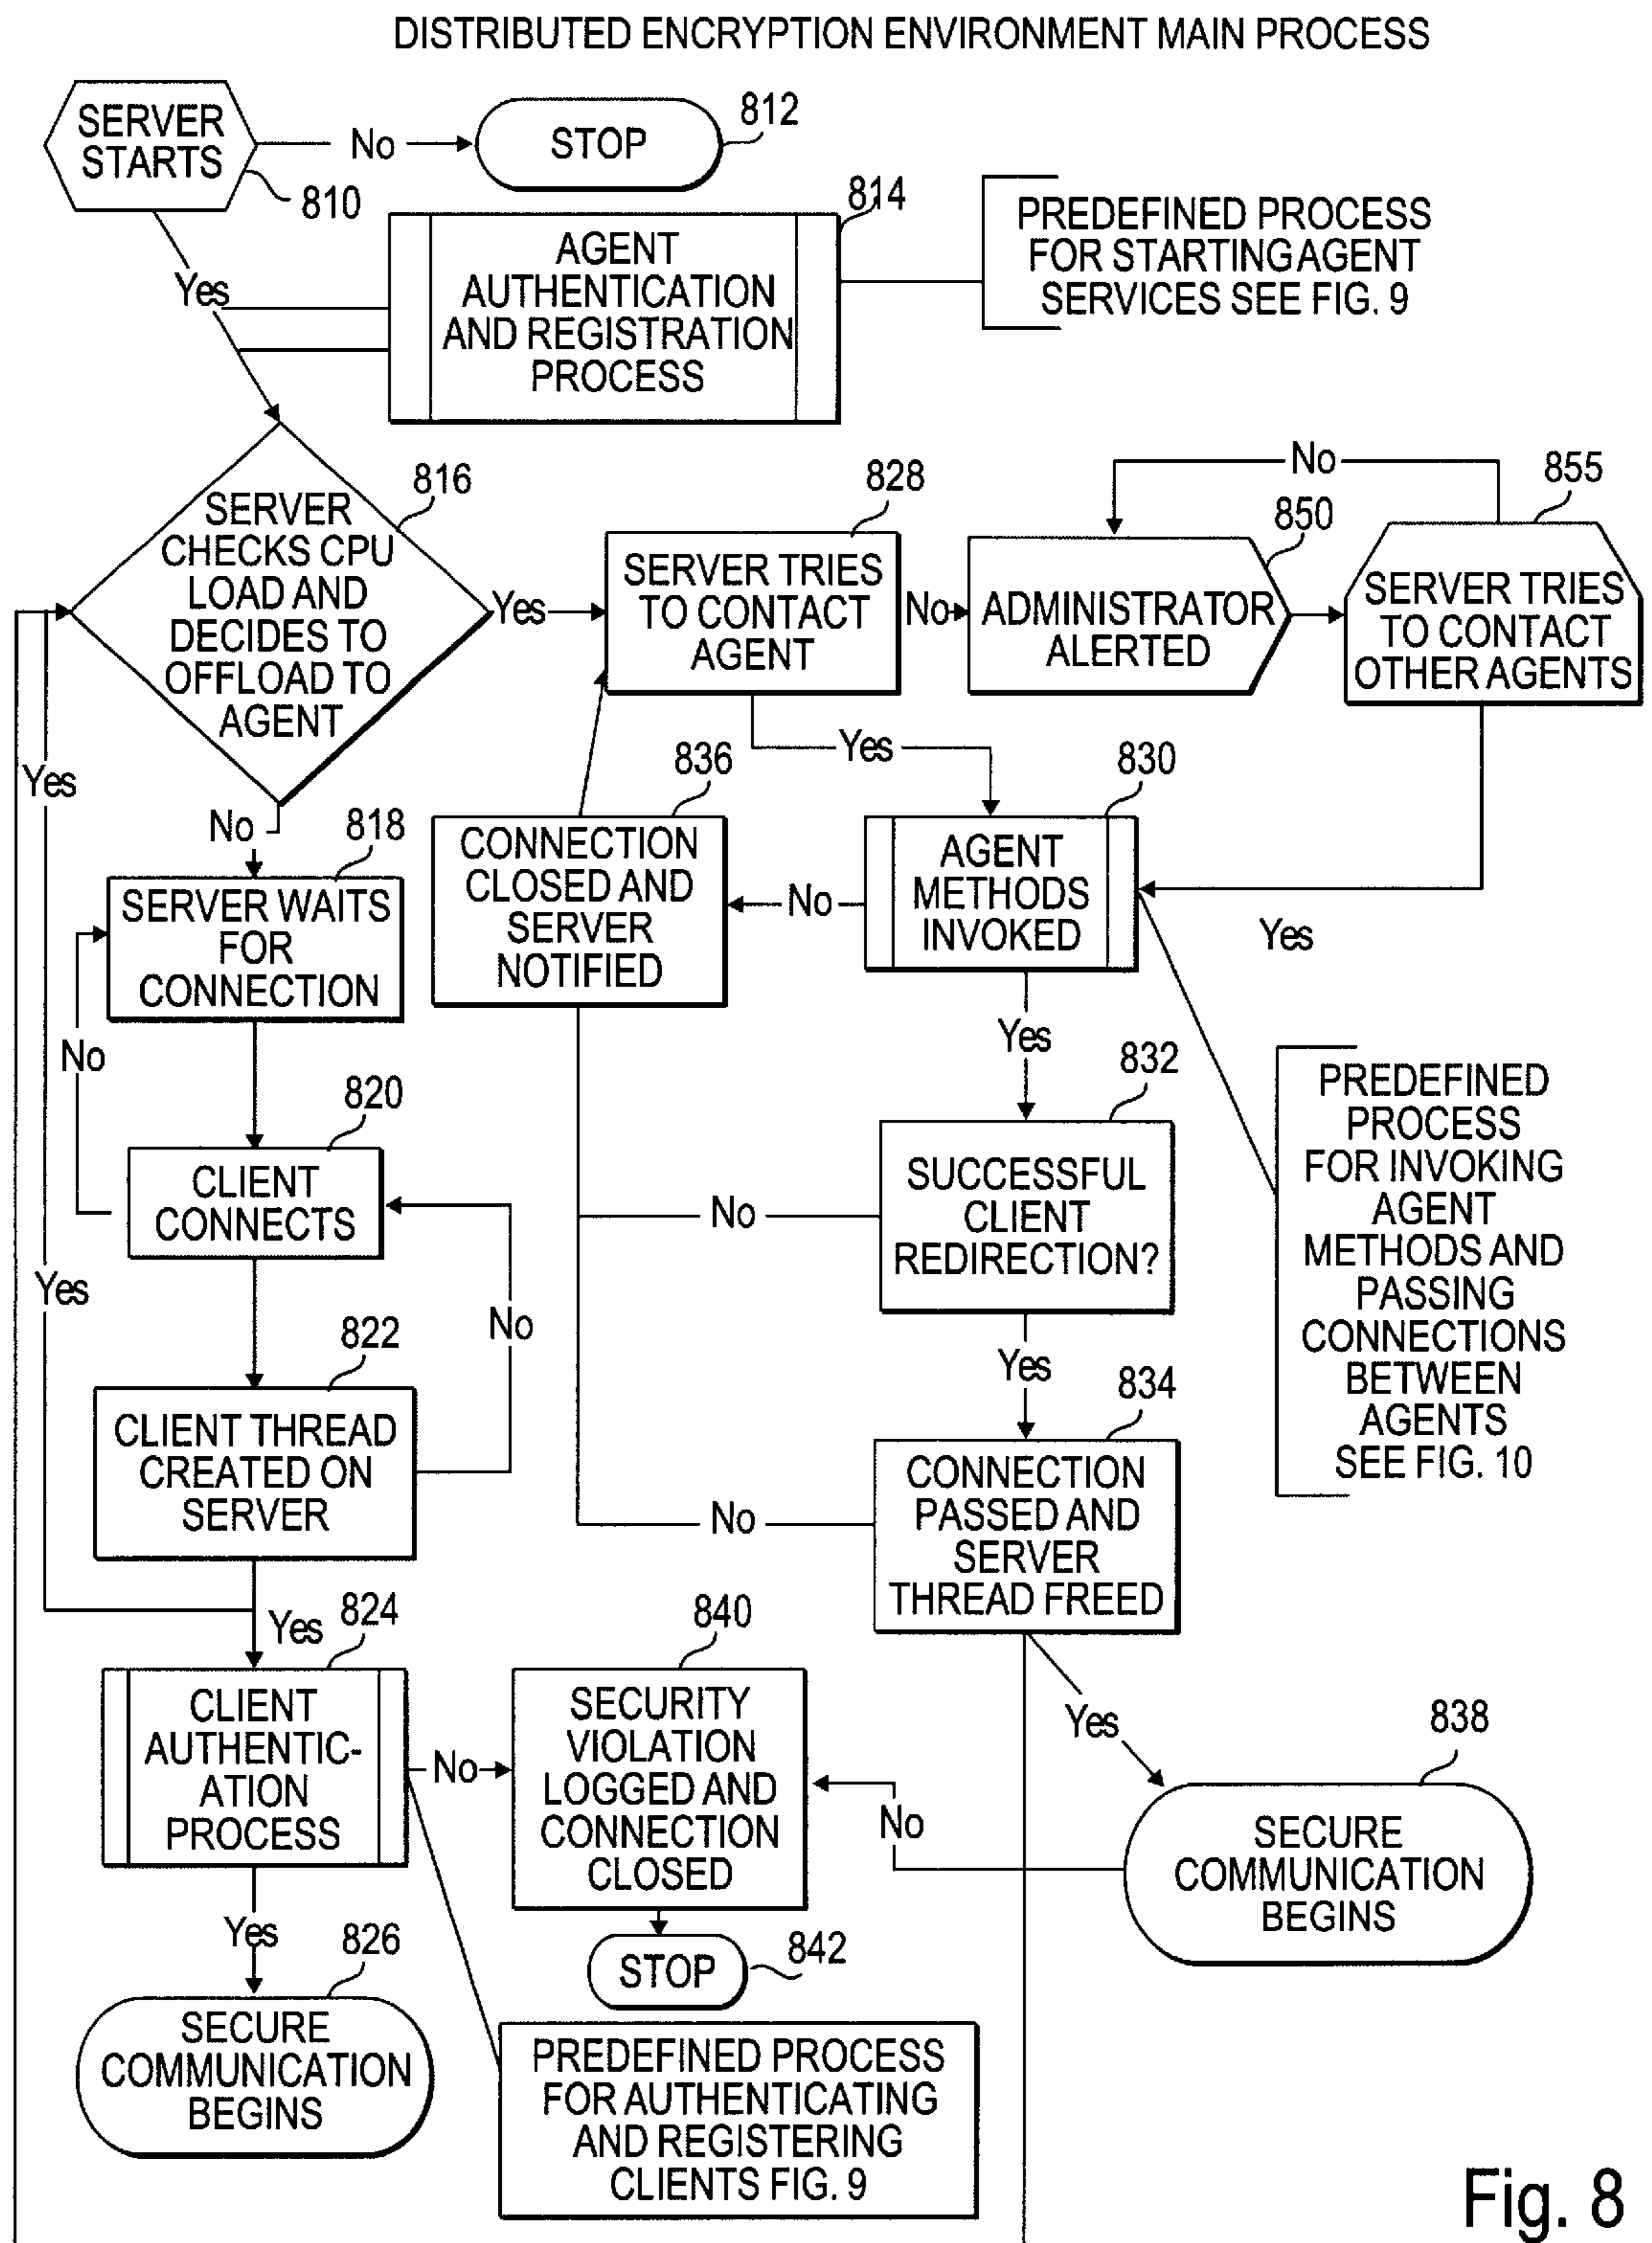 DISTRIBUTED ENCRYPTION ENVIRONMENT MAIN PROCESS
SERVER
STARTS
810
No
STOP
812
Yes
AGENT
AUTHENTICATION
AND REGISTRATION
PROCESS
814
PREDEFINED PROCESS
FOR STARTING AGENT
SERVICES SEE FIG. 9
SERVER
CHECKS CPU
LOAD AND
DECIDES TO
OFFLOAD TO
AGENT
816
Yes
SERVER TRIES
TO CONTACT
AGENT
828
No
ADMINISTRATOR
ALERTED
850
No
SERVER TRIES
TO CONTACT
OTHER AGENTS
855
Yes
Yes
No
SERVER WAITS
FOR
CONNECTION
818
CONNECTION
CLOSED AND
SERVER
NOTIFIED
836
No
AGENT
METHODS
INVOKED
830
Yes
Yes
No
CLIENT
CONNECTS
820
Yes
No
SUCCESSFUL
CLIENT
REDIRECTION?
832
PREDEFINED
PROCESS
FOR INVOKING
AGENT
METHODS AND
PASSING
CONNECTIONS
BETWEEN
AGENTS
SEE FIG. 10
Yes
No
CLIENT THREAD
CREATED ON
SERVER
822
Yes
No
CONNECTION
PASSED AND
SERVER
THREAD FREED
834
Yes
CLIENT
AUTHENTIC-
ATION
PROCESS
824
No
SECURITY
VIOLATION
LOGGED AND
CONNECTION
CLOSED
840
Yes
No
SECURE
COMMUNICATION
BEGINS
838
Yes
STOP
842
SECURE
COMMUNICATION
BEGINS
826
PREDEFINED PROCESS
FOR AUTHENTICATING
AND REGISTERING
CLIENTS FIG. 9
Fig. 8